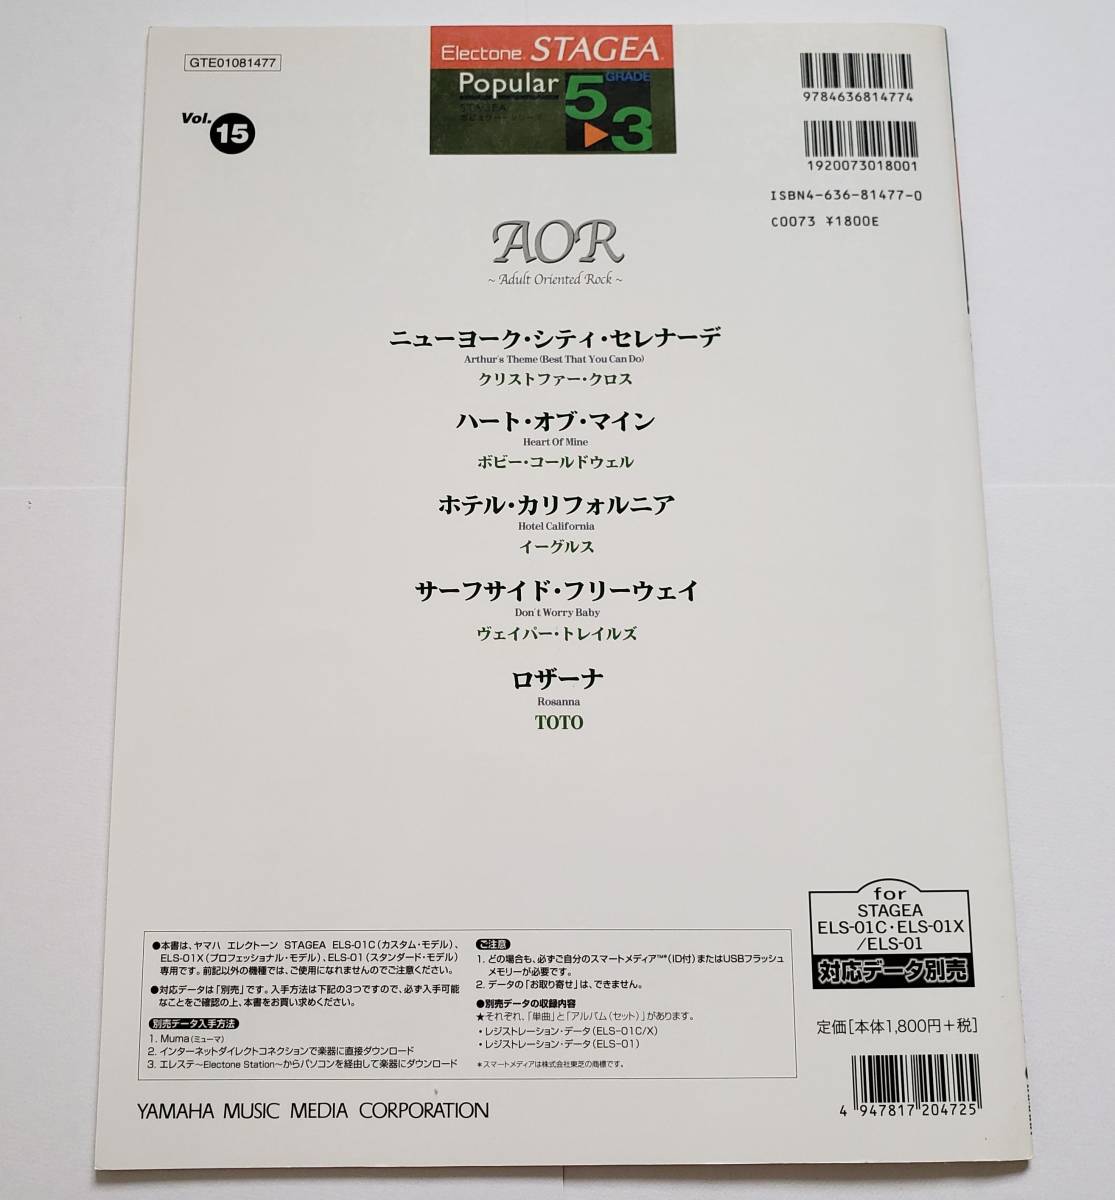 GTE01081477
Vol. 15
Electone STAGEA
Popular
GRADE
5▶3
STAGEA
ポピュラー・シリーズ
9784636814774
1920073018001
ISBN4-636-81477-0
C0073 ¥1800E
AOR
～Adult Oriented Rock～
ニューヨーク・シティ・セレナーデ
Arthur's Theme (Best That You Can Do)
クリストファー・クロス
ハート・オブ・マイン
Heart Of Mine
ボビー・コールドウェル
ホテル・カリフォルニア
Hotel California
イーグルス
サーフサイド・フリーウェイ
Don't Worry Baby
ヴェイパー・トレイルズ
ロザーナ
Rosanna
TOTO
●本書は、ヤマハ エレクトーン STAGEA ELS-01C（カスタム・モデル）、
ELS-01X（プロフェッショナル・モデル）、ELS-01（スタンダード・モデル）
専用です。前記以外の機種では、ご使用になれませんのでご注意ください。
●対応データは「別売」です。入手方法は下記の3つですので、必ず入手可能
なことをご確認の上、本書をお買い求めください。
別売データ入手方法
1. Muma（ミューマ）
2. インターネットダイレクトコネクションで楽器に直接ダウンロード
3. エレステ～Electone Station～からパソコンを経由して楽器にダウンロード
ご注意
1. どの場合も、必ずご自分のスマートメディア™*（ID付）またはUSBフラッシュ
メモリーが必要です。
2. データの「お取り寄せ」は、できません。
●別売データの収録内容
★それぞれ、「単曲」と「アルバム（セット）」があります。
・レジストレーション・データ（ELS-01C/X）
・レジストレーション・データ（ELS-01）
＊スマートメディアは株式会社東芝の商標です。
for
STAGEA
ELS-01C・ELS-01X
/ELS-01
対応データ別売
定価［本体1,800円＋税］
4 947817 204725
YAMAHA MUSIC MEDIA CORPORATION